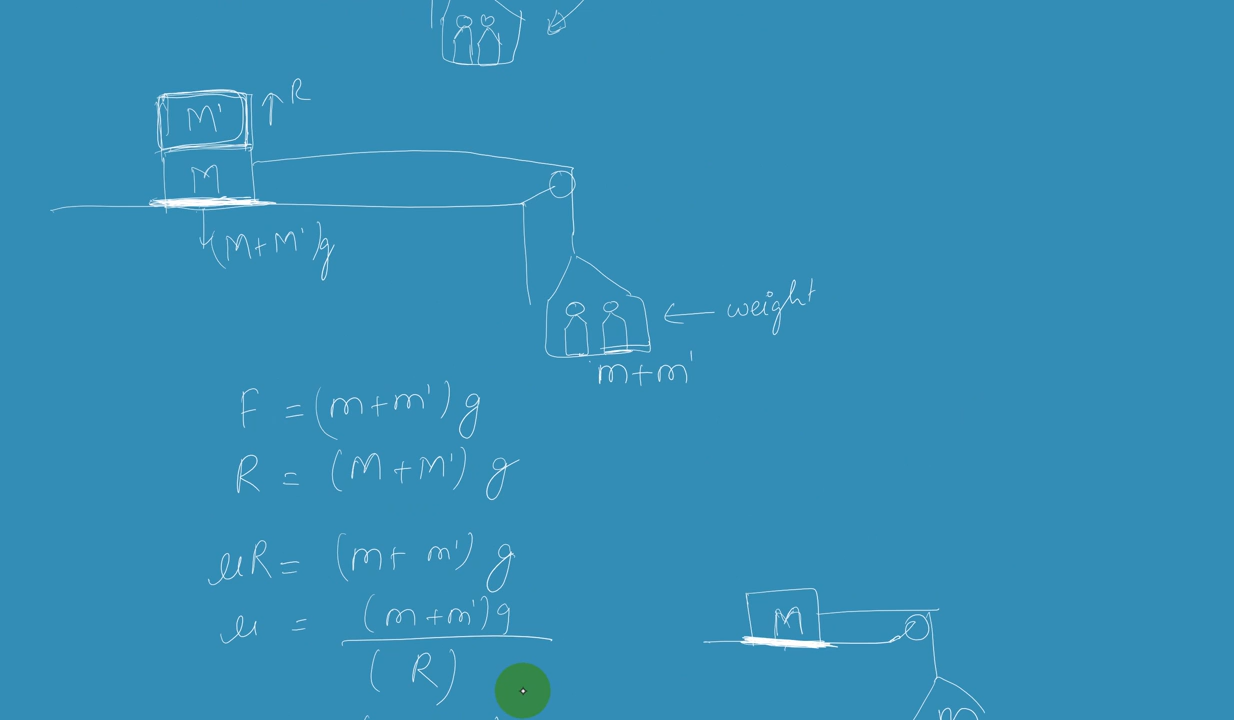 M' ↑ R
M
(M+M')g
← weight
m+m'
F = (m+m') g
R = (M+M') g
μR = (m+m') g
μ = (m+m')g
(R)
M
m